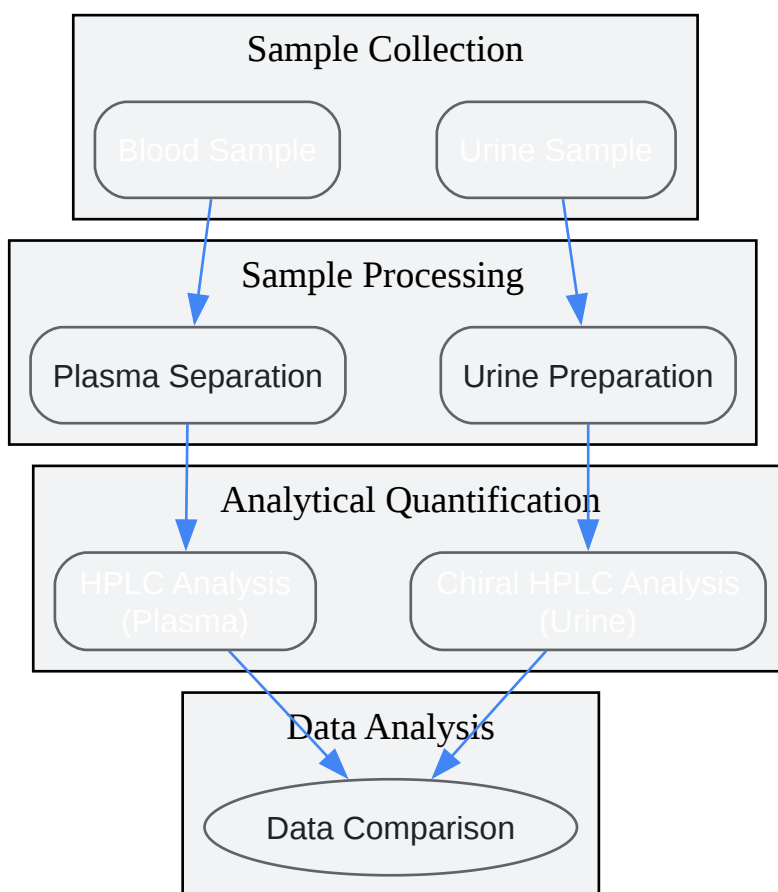 Sample Collection
Blood Sample
Urine Sample
Sample Processing
Plasma Separation
Urine Preparation
Analytical Quantification
HPLC Analysis
(Plasma)
Chiral HPLC Analysis
(Urine)
Data Analysis
Data Comparison